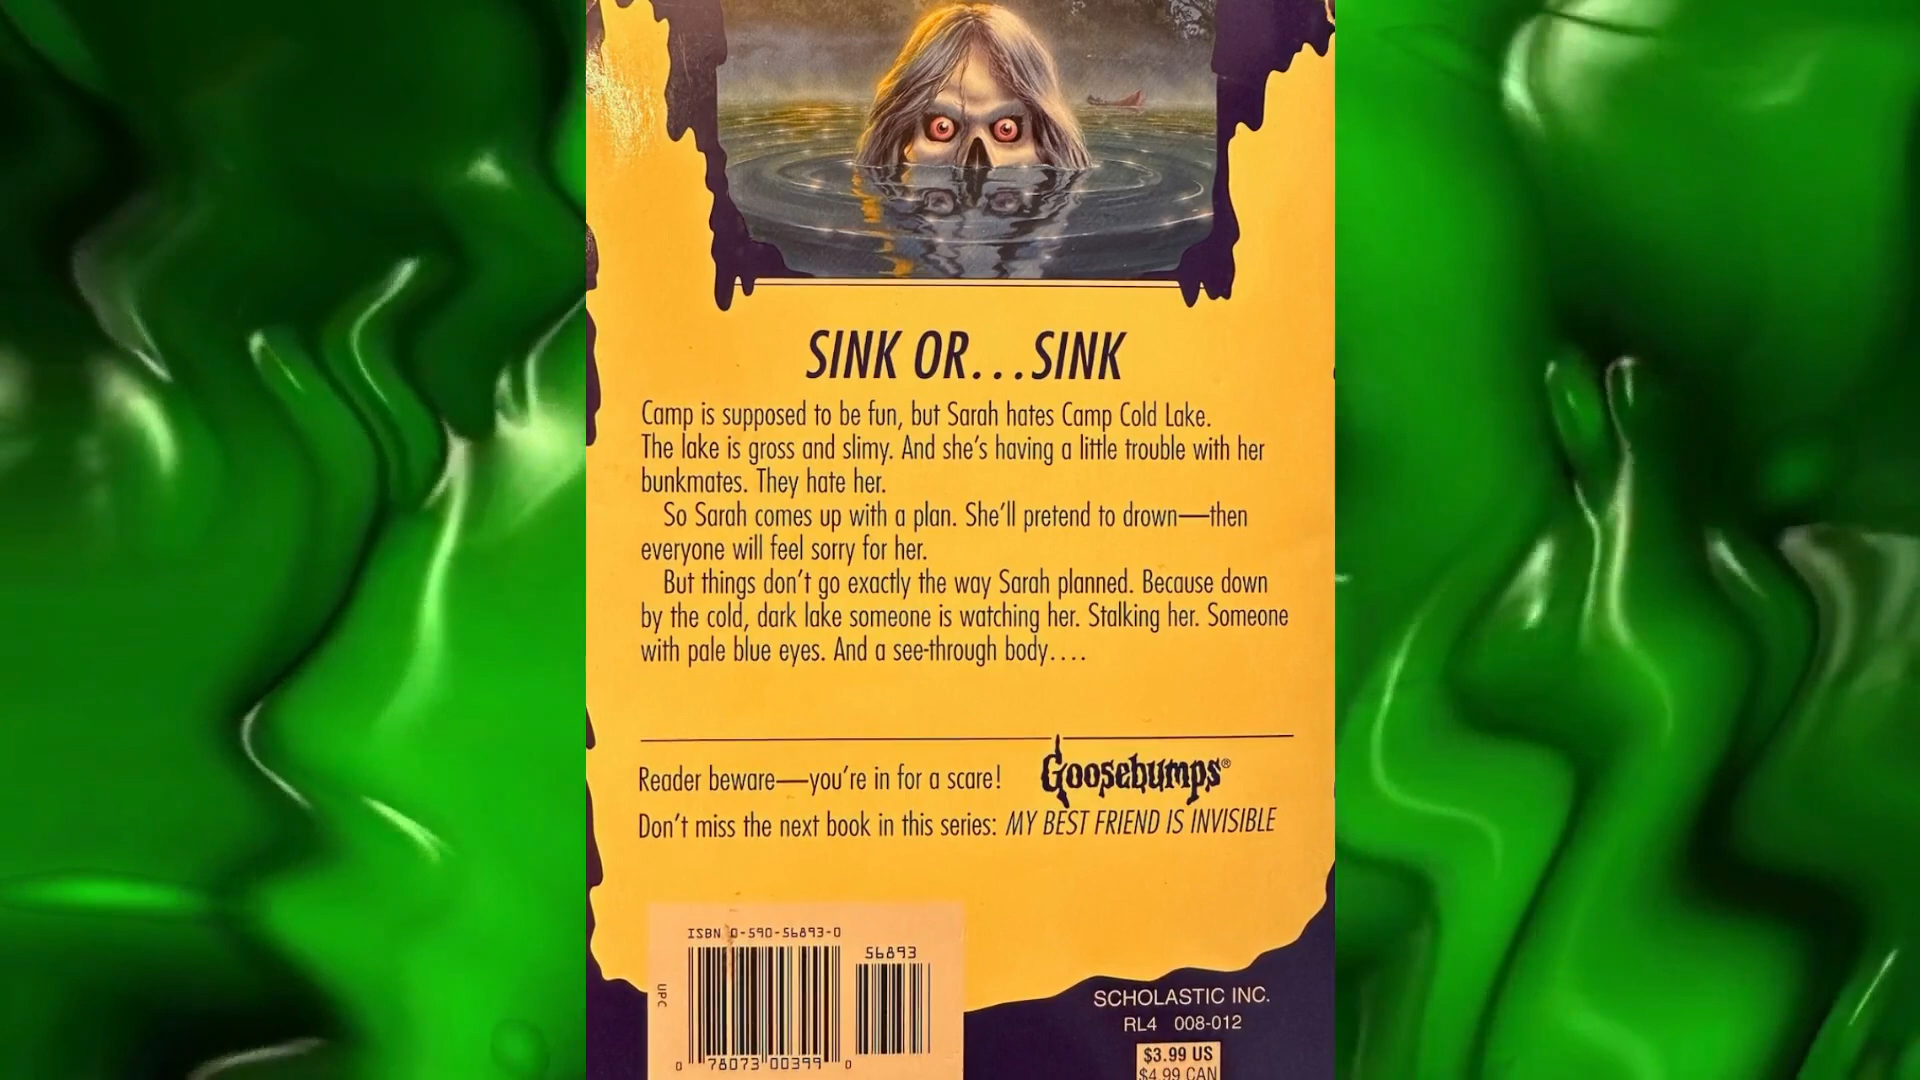 SINK OR...SINK
Camp is supposed to be fun, but Sarah hates Camp Cold Lake.
The lake is gross and slimy. And she's having a little trouble with her
bunkmates. They hate her.
So Sarah comes up with a plan. She'll pretend to drown—then
everyone will feel sorry for her.
But things don't go exactly the way Sarah planned. Because down
by the cold, dark lake someone is watching her. Stalking her. Someone
with pale blue eyes. And a see-through body....
Reader beware—you're in for a scare! Goosebumps®
Don't miss the next book in this series: MY BEST FRIEND IS INVISIBLE
ISBN 0-590-56893-0
56893
UPC
0 78073 00399 0
SCHOLASTIC INC.
RL4 008-012
$3.99 US
$4.99 CAN